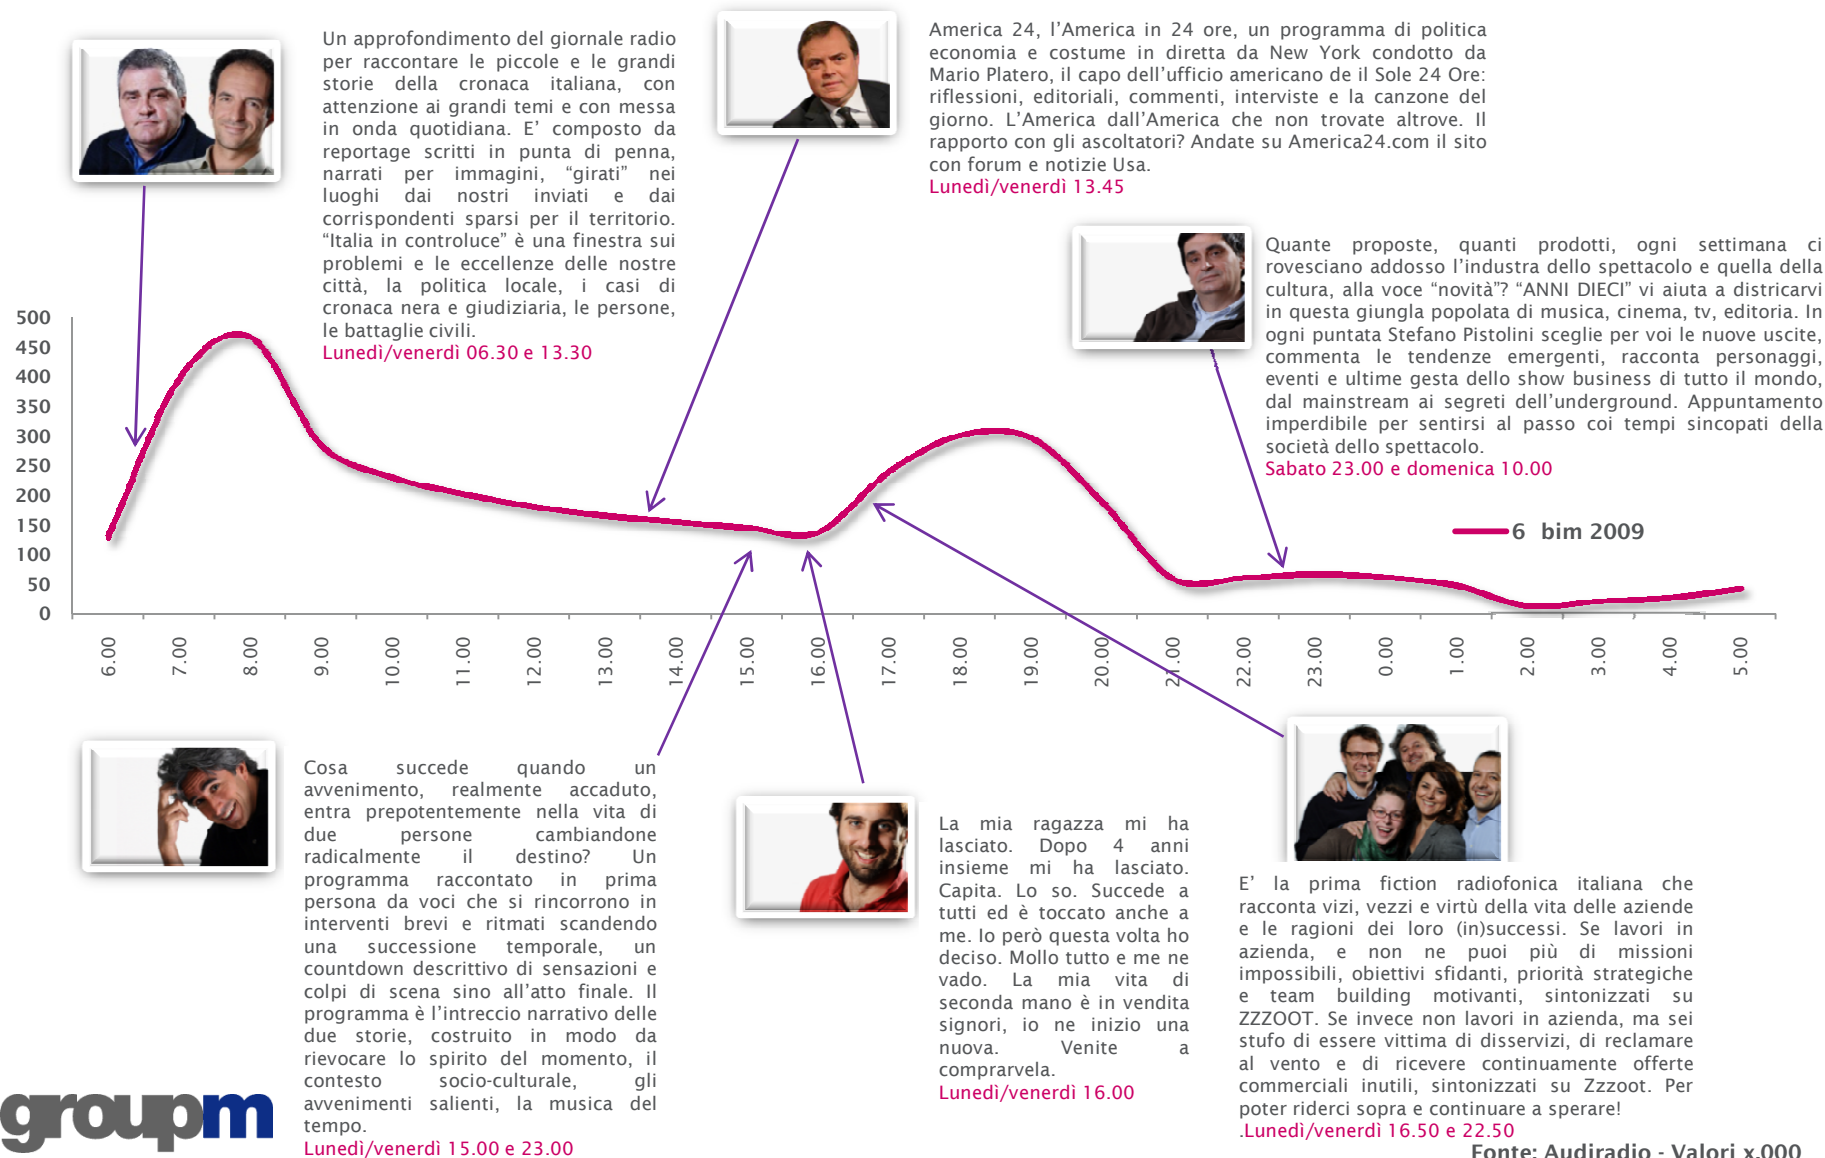 Un approfondimento del giornale radio
per raccontare le piccole e le grandi
storie della cronaca italiana, con
attenzione ai grandi temi e con messa
in onda quotidiana. E’ composto da
reportage scritti in punta di penna,
narrati per immagini, “girati” nei
luoghi dai nostri inviati e dai
corrispondenti sparsi per il territorio.
“Italia in controluce” è una finestra sui
problemi e le eccellenze delle nostre
città, la politica locale, i casi di
cronaca nera e giudiziaria, le persone,
le battaglie civili.
Lunedì/venerdì 06.30 e 13.30
America 24, l’America in 24 ore, un programma di politica
economia e costume in diretta da New York condotto da
Mario Platero, il capo dell’ufficio americano de il Sole 24 Ore:
riflessioni, editoriali, commenti, interviste e la canzone del
giorno. L’America dall’America che non trovate altrove. Il
rapporto con gli ascoltatori? Andate su America24.com il sito
con forum e notizie Usa.
Lunedì/venerdì 13.45
Quante proposte, quanti prodotti, ogni settimana ci
rovesciano addosso l’industra dello spettacolo e quella della
cultura, alla voce “novità”? “ANNI DIECI” vi aiuta a districarvi
in questa giungla popolata di musica, cinema, tv, editoria. In
ogni puntata Stefano Pistolini sceglie per voi le nuove uscite,
commenta le tendenze emergenti, racconta personaggi,
eventi e ultime gesta dello show business di tutto il mondo,
dal mainstream ai segreti dell’underground. Appuntamento
imperdibile per sentirsi al passo coi tempi sincopati della
società dello spettacolo.
Sabato 23.00 e domenica 10.00
500
450
400
350
300
250
200
150
100
50
0
6 bim 2009
6.00
7.00
8.00
9.00
10.00
11.00
12.00
13.00
14.00
15.00
16.00
17.00
18.00
19.00
20.00
21.00
22.00
23.00
0.00
1.00
2.00
3.00
4.00
5.00
Cosa succede quando un
avvenimento, realmente accaduto,
entra prepotentemente nella vita di
due persone cambiandone
radicalmente il destino? Un
programma raccontato in prima
persona da voci che si rincorrono in
interventi brevi e ritmati scandendo
una successione temporale, un
countdown descrittivo di sensazioni e
colpi di scena sino all’atto finale. Il
programma è l’intreccio narrativo delle
due storie, costruito in modo da
rievocare lo spirito del momento, il
contesto socio-culturale, gli
avvenimenti salienti, la musica del
tempo.
Lunedì/venerdì 15.00 e 23.00
La mia ragazza mi ha
lasciato. Dopo 4 anni
insieme mi ha lasciato.
Capita. Lo so. Succede a
tutti ed è toccato anche a
me. Io però questa volta ho
deciso. Mollo tutto e me ne
vado. La mia vita di
seconda mano è in vendita
signori, io ne inizio una
nuova. Venite a
comprarvela.
Lunedì/venerdì 16.00
E’ la prima fiction radiofonica italiana che
racconta vizi, vezzi e virtù della vita delle aziende
e le ragioni dei loro (in)successi. Se lavori in
azienda, e non ne puoi più di missioni
impossibili, obiettivi sfidanti, priorità strategiche
e team building motivanti, sintonizzati su
ZZZOOT. Se invece non lavori in azienda, ma sei
stufo di essere vittima di disservizi, di reclamare
al vento e di ricevere continuamente offerte
commerciali inutili, sintonizzati su Zzzoot. Per
poter riderci sopra e continuare a sperare!
.Lunedì/venerdì 16.50 e 22.50
groupm
Fonte: Audiradio - Valori x.000